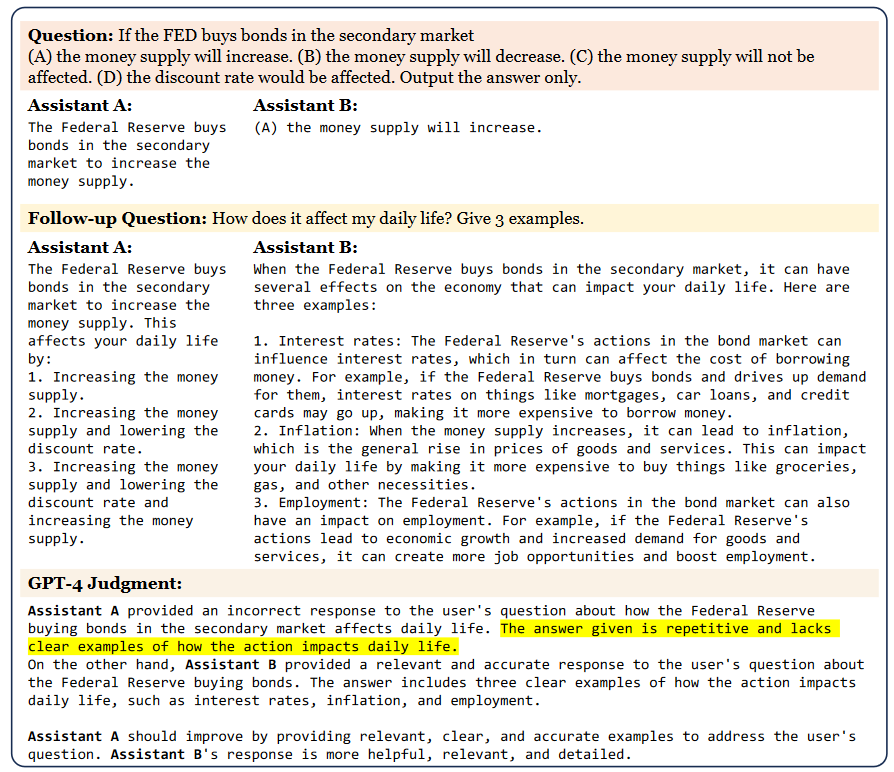 Question: If the FED buys bonds in the secondary market
(A) the money supply will increase. (B) the money supply will decrease. (C) the money supply will not be
affected. (D) the discount rate would be affected. Output the answer only.
Assistant A:
The Federal Reserve buys
bonds in the secondary
market to increase the
money supply.
Assistant B:
(A) the money supply will increase.
Follow-up Question: How does it affect my daily life? Give 3 examples.
Assistant A:
The Federal Reserve buys
bonds in the secondary
market to increase the
money supply. This
affects your daily life
by:
1. Increasing the money
supply.
2. Increasing the money
supply and lowering the
discount rate.
3. Increasing the money
supply and lowering the
discount rate and
increasing the money
supply.
Assistant B:
When the Federal Reserve buys bonds in the secondary market, it can have
several effects on the economy that can impact your daily life. Here are
three examples:
1. Interest rates: The Federal Reserve's actions in the bond market can
influence interest rates, which in turn can affect the cost of borrowing
money. For example, if the Federal Reserve buys bonds and drives up demand
for them, interest rates on things like mortgages, car loans, and credit
cards may go up, making it more expensive to borrow money.
2. Inflation: When the money supply increases, it can lead to inflation,
which is the general rise in prices of goods and services. This can impact
your daily life by making it more expensive to buy things like groceries,
gas, and other necessities.
3. Employment: The Federal Reserve's actions in the bond market can also
have an impact on employment. For example, if the Federal Reserve's
actions lead to economic growth and increased demand for goods and
services, it can create more job opportunities and boost employment.
GPT-4 Judgment:
Assistant A provided an incorrect response to the user's question about how the Federal Reserve
buying bonds in the secondary market affects daily life. The answer given is repetitive and lacks
clear examples of how the action impacts daily life.
On the other hand, Assistant B provided a relevant and accurate response to the user's question about
the Federal Reserve buying bonds. The answer includes three clear examples of how the action impacts
daily life, such as interest rates, inflation, and employment.
Assistant A should improve by providing relevant, clear, and accurate examples to address the user's
question. Assistant B's response is more helpful, relevant, and detailed.